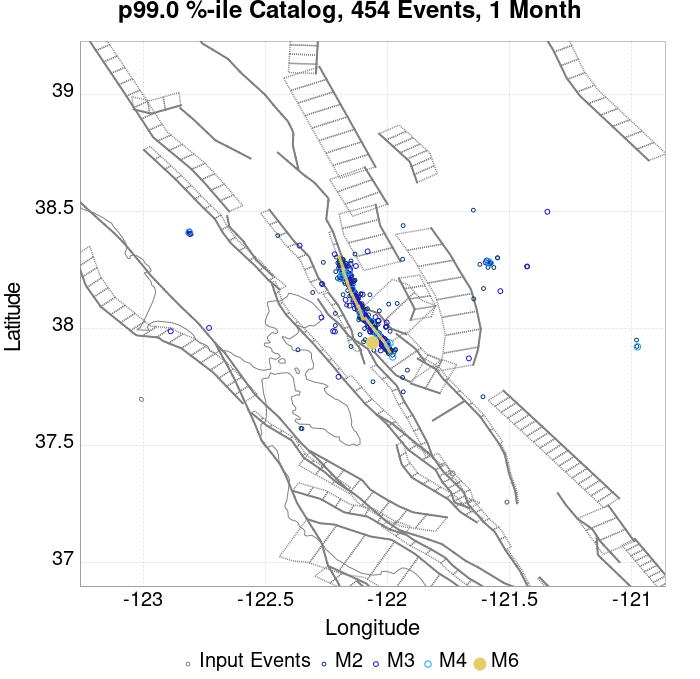 p99.0 %-ile Catalog, 454 Events, 1 Month
39
38.5
38
37.5
37
Latitude
-123
-122.5
-122
-121.5
-121
Longitude
Input Events M2 M3 M4 M6